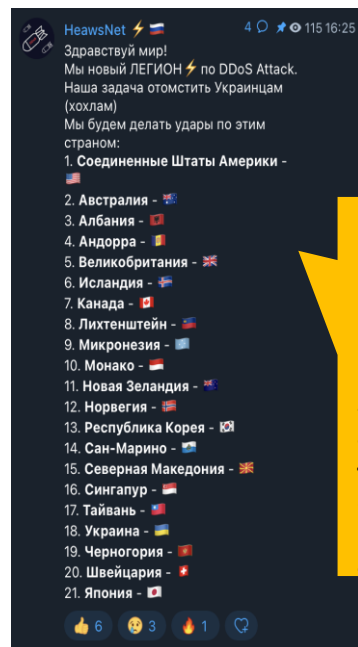 HeawsNet ⚡ 🇷🇺 4 115 16:25
Здравствуй мир!
Мы новый ЛЕГИОН⚡ по DDoS Attack.
Наша задача отомстить Украинцам
(хохлам)
Мы будем делать удары по этим
страном:
1. Соединенные Штаты Америки -
🇺🇸
2. Австралия - 🇦🇺
3. Албания - 🇦🇱
4. Андорра - 🇦🇩
5. Великобритания - 🇬🇧
6. Исландия - 🇮🇸
7. Канада - 🇨🇦
8. Лихтенштейн - 🇱🇮
9. Микронезия - 🇫🇲
10. Монако - 🇲🇨
11. Новая Зеландия - 🇳🇿
12. Норвегия - 🇳🇴
13. Республика Корея - 🇰🇷
14. Сан-Марино - 🇸🇲
15. Северная Македония - 🇲🇰
16. Сингапур - 🇸🇬
17. Тайвань - 🇹🇼
18. Украина - 🇺🇦
19. Черногория - 🇲🇪
20. Швейцария - 🇨🇭
21. Япония - 🇯🇵
👍 6 😢 3 🔥 1